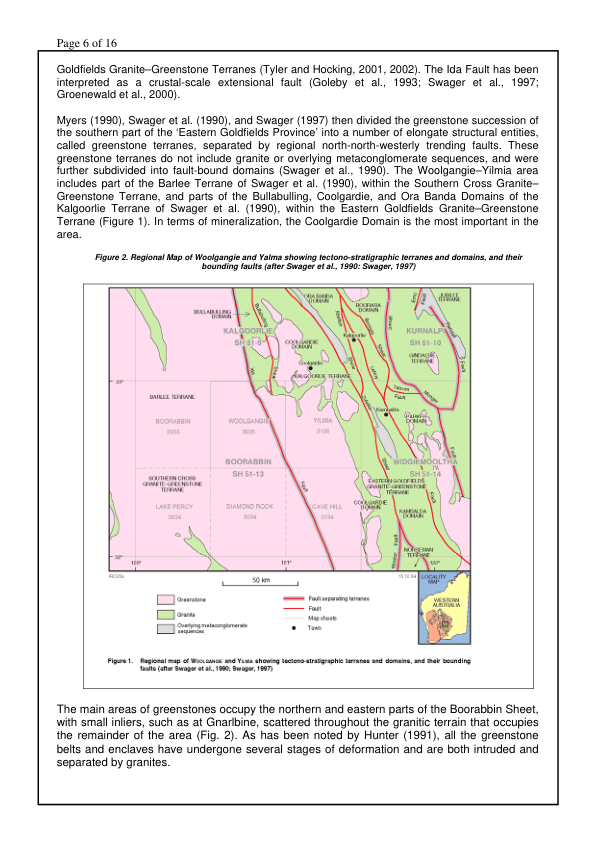 Page 6 of 16
Goldfields Granite–Greenstone Terranes (Tyler and Hocking, 2001, 2002). The Ida Fault has been
interpreted as a crustal-scale extensional fault (Goleby et al., 1993; Swager et al., 1997;
Groenewald et al., 2000).
Myers (1990), Swager et al. (1990), and Swager (1997) then divided the greenstone succession of
the southern part of the ‘Eastern Goldfields Province’ into a number of elongate structural entities,
called greenstone terranes, separated by regional north-north-westerly trending faults. These
greenstone terranes do not include granite or overlying metaconglomerate sequences, and were
further subdivided into fault-bound domains (Swager et al., 1990). The Woolgangie–Yilmia area
includes part of the Barlee Terrane of Swager et al. (1990), within the Southern Cross Granite–
Greenstone Terrane, and parts of the Bullabulling, Coolgardie, and Ora Banda Domains of the
Kalgoorlie Terrane of Swager et al. (1990), within the Eastern Goldfields Granite–Greenstone
Terrane (Figure 1). In terms of mineralization, the Coolgardie Domain is the most important in the
area.
Figure 2. Regional Map of Woolgangie and Yalma showing tectono-stratigraphic terranes and domains, and their
bounding faults (after Swager et al., 1990: Swager, 1997)
ORA BANDA
DOMAIN
JUBILEE
TERRANE
BOORARA
DOMAIN
BULLABULLING
DOMAIN
KALGOORLIE
SH 51-9
KURNALPI
SH 51-10
Kalgoorlie
COOLGARDIE
DOMAIN
GINDALBIE
TERRANE
Coolgardie
KALGOORLIE TERRANE
BARLEE TERRANE
Kambalda
PARKER
DOMAIN
BOORABBIN
WOOLGANGIE
YILMIA
BOORABBIN
SH 51-13
WIDGIEMOOLTHA
SH 51-14
SOUTHERN CROSS
GRANITE–GREENSTONE
TERRANE
EASTERN GOLDFIELDS
GRANITE–GREENSTONE
TERRANE
LAKE PERCY
DIAMOND ROCK
CAVE HILL
COOLGARDIE
DOMAIN
KAMBALDA
DOMAIN
NORSEMAN
TERRANE
50 km
LOCALITY
MAP
WESTERN
AUSTRALIA
Greenstone
Granite
Overlying metaconglomerate
sequences
Fault separating terranes
Fault
Map sheets
Town
Figure 1. Regional map of WOOLGANGIE and YILMIA showing tectono-stratigraphic terranes and domains, and their bounding
faults (after Swager et al., 1990; Swager, 1997)
The main areas of greenstones occupy the northern and eastern parts of the Boorabbin Sheet,
with small inliers, such as at Gnarlbine, scattered throughout the granitic terrain that occupies
the remainder of the area (Fig. 2). As has been noted by Hunter (1991), all the greenstone
belts and enclaves have undergone several stages of deformation and are both intruded and
separated by granites.